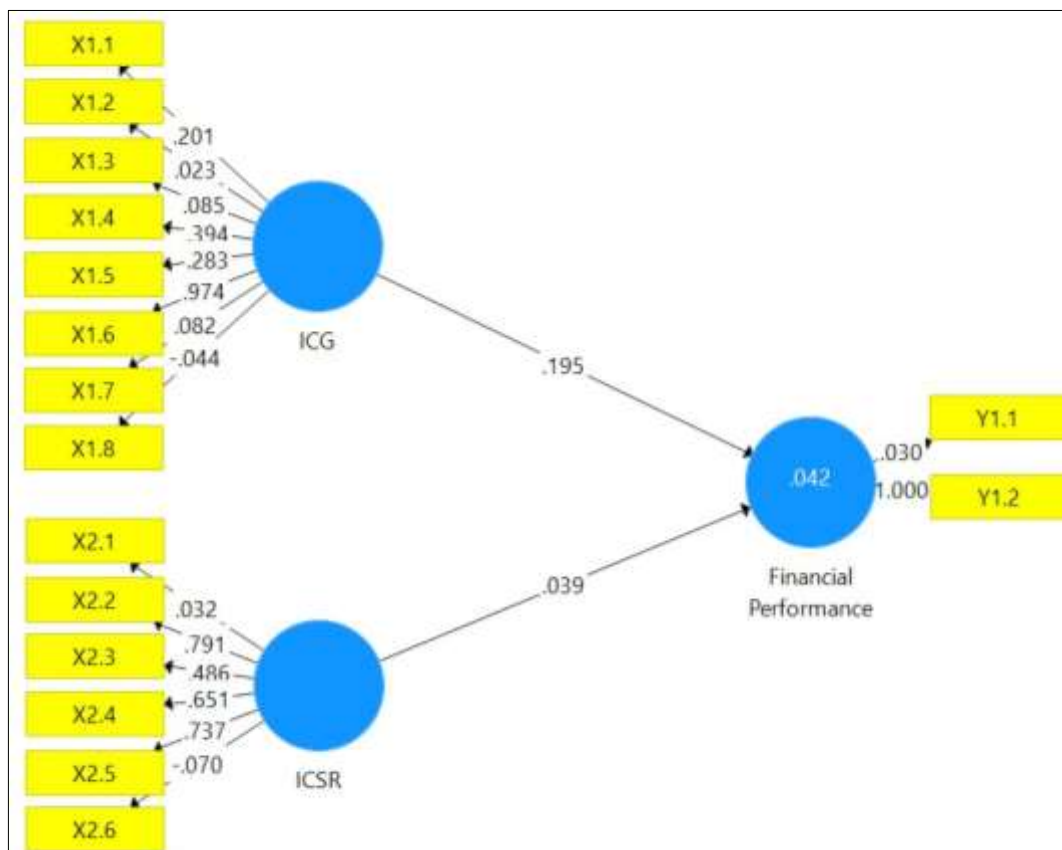 X1.1
X1.2
X1.3
X1.4
X1.5
X1.6
X1.7
X1.8
.201
.023
.085
.394
.283
.974
.082
-.044
ICG
.195
X2.1
X2.2
X2.3
X2.4
X2.5
X2.6
.032
.791
.486
.651
.737
-.070
ICSR
.039
.042
Financial
Performance
.030
1.000
Y1.1
Y1.2